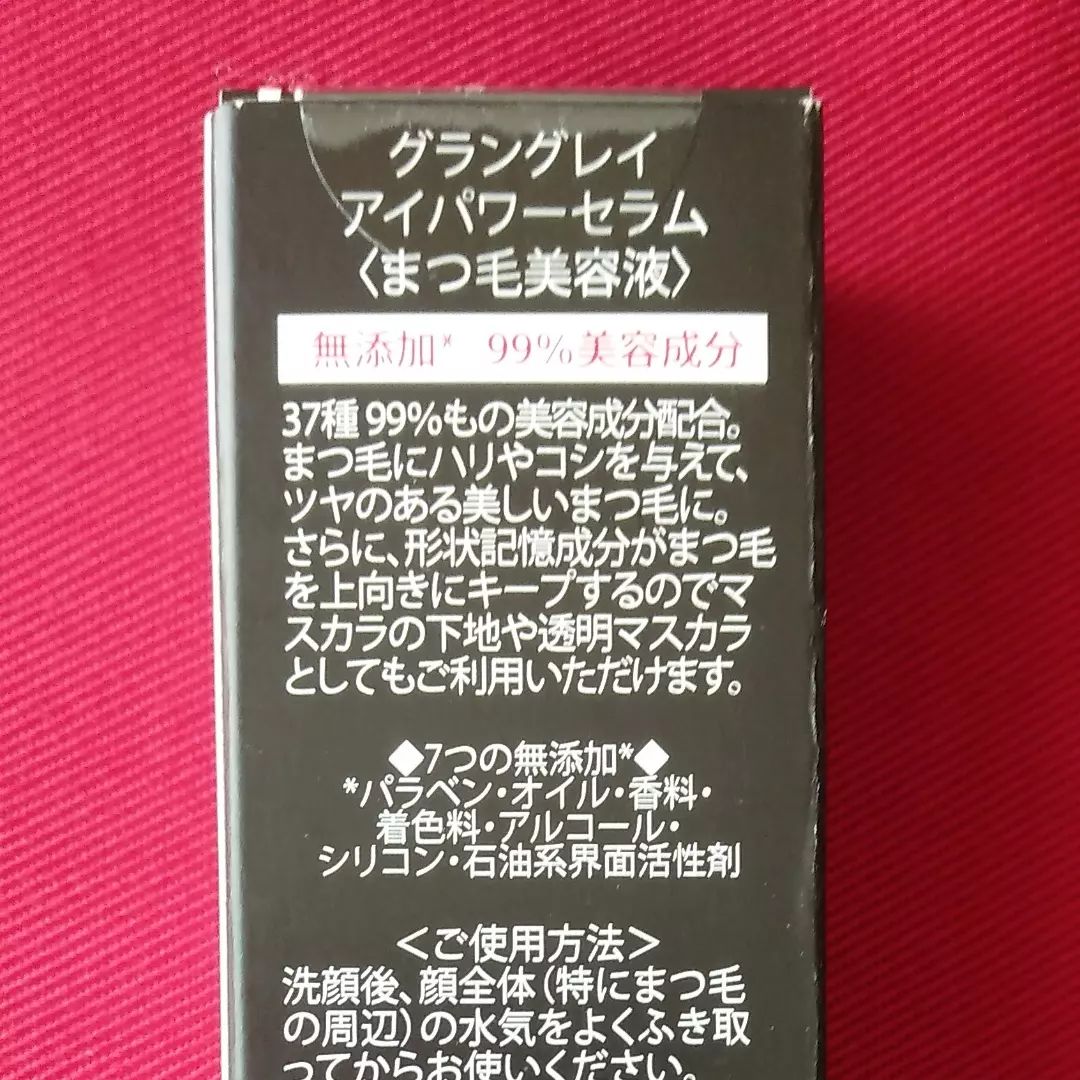 グラングレイ
アイパワーセラム
〈まつ毛美容液〉
無添加* 99%美容成分
37種99%もの美容成分配合。
まつ毛にハリやコシを与えて、
ツヤのある美しいまつ毛に。
さらに、形状記憶成分がまつ毛
を上向きにキープするのでマ
スカラの下地や透明マスカラ
としてもご利用いただけます。
◆7つの無添加*◆
*パラベン・オイル・香料・
着色料・アルコール・
シリコン・石油系界面活性剤
＜ご使用方法＞
洗顔後、顔全体（特にまつ毛
の周辺）の水気をよくふき取
ってからお使いください。